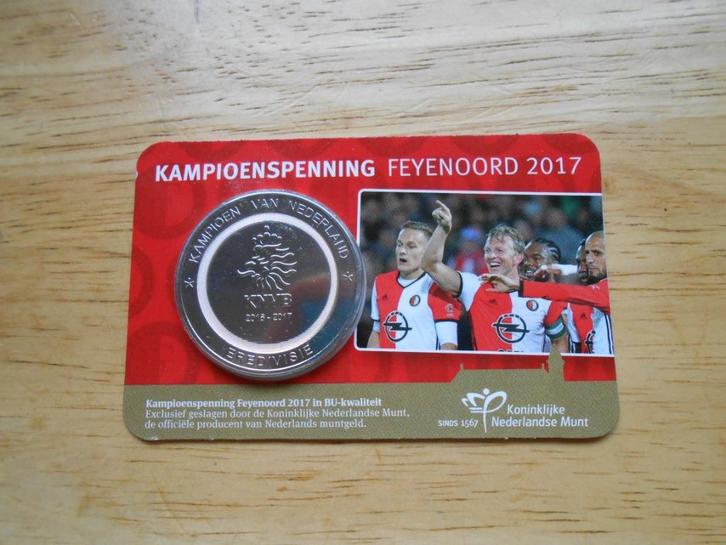 KAMPIOENSPENNING FEYENOORD 2017
KAMPIOEN VAN NEDERLAND
KNVB
2016-2017
EREDIVISIE
Kampioenspenning Feyenoord 2017 in BU-kwaliteit
Exclusief geslagen door de Koninklijke Nederlandse Munt,
de officiële producent van Nederlands muntgeld.
SINDS 1567
Koninklijke
Nederlandse Munt